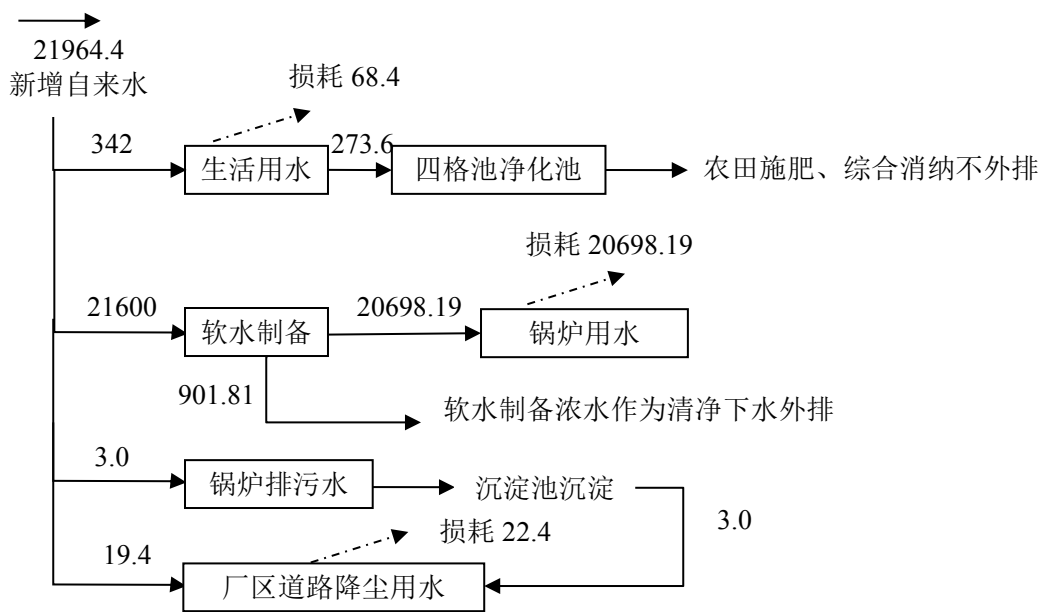 21964.4
新增自来水
损耗 68.4
342
生活用水
273.6
四格池净化池
农田施肥、综合消纳不外排
损耗 20698.19
21600
软水制备
20698.19
锅炉用水
901.81
软水制备浓水作为清净下水外排
3.0
锅炉排污水
沉淀池沉淀
3.0
损耗 22.4
19.4
厂区道路降尘用水